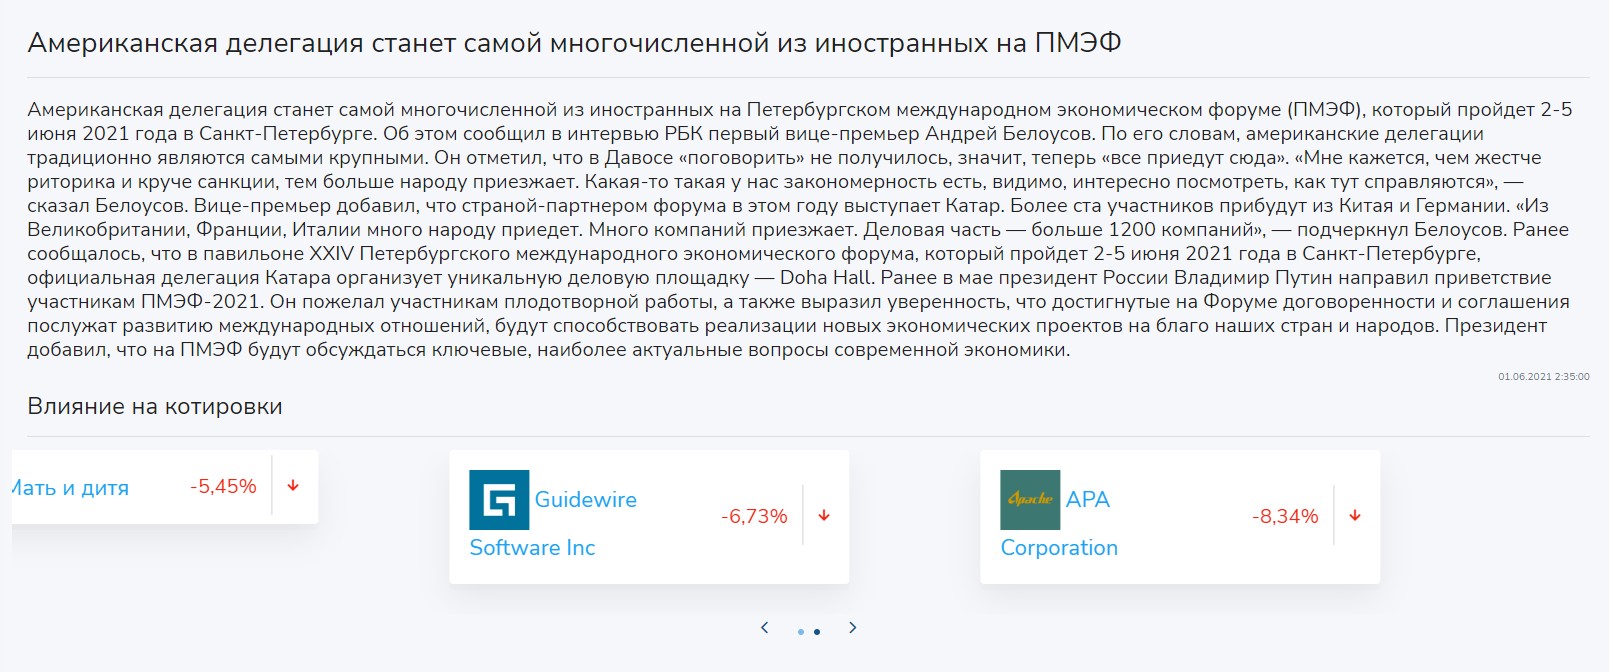 Американская делегация станет самой многочисленной из иностранных на ПМЭФ
Американская делегация станет самой многочисленной из иностранных на Петербургском международном экономическом форуме (ПМЭФ), который пройдет 2-5
июня 2021 года в Санкт-Петербурге. Об этом сообщил в интервью РБК первый вице-премьер Андрей Белоусов. По его словам, американские делегации
традиционно являются самыми крупными. Он отметил, что в Давосе «поговорить» не получилось, значит, теперь «все приедут сюда». «Мне кажется, чем жестче
риторика и круче санкции, тем больше народу приезжает. Какая-то такая у нас закономерность есть, видимо, интересно посмотреть, как тут справляются», —
сказал Белоусов. Вице-премьер добавил, что страной-партнером форума в этом году выступает Катар. Более ста участников прибудут из Китая и Германии. «Из
Великобритании, Франции, Италии много народу приедет. Много компаний приезжает. Деловая часть — больше 1200 компаний», — подчеркнул Белоусов. Ранее
сообщалось, что в павильоне XXIV Петербургского международного экономического форума, который пройдет 2-5 июня 2021 года в Санкт-Петербурге,
официальная делегация Катара организует уникальную деловую площадку — Doha Hall. Ранее в мае президент России Владимир Путин направил приветствие
участникам ПМЭФ-2021. Он пожелал участникам плодотворной работы, а также выразил уверенность, что достигнутые на Форуме договоренности и соглашения
послужат развитию международных отношений, будут способствовать реализации новых экономических проектов на благо наших стран и народов. Президент
добавил, что на ПМЭФ будут обсуждаться ключевые, наиболее актуальные вопросы современной экономики.
01.06.2021 2:35:00
Влияние на котировки
Мать и дитя -5,45%
Guidewire
Software Inc -6,73%
Apache APA
Corporation -8,34%